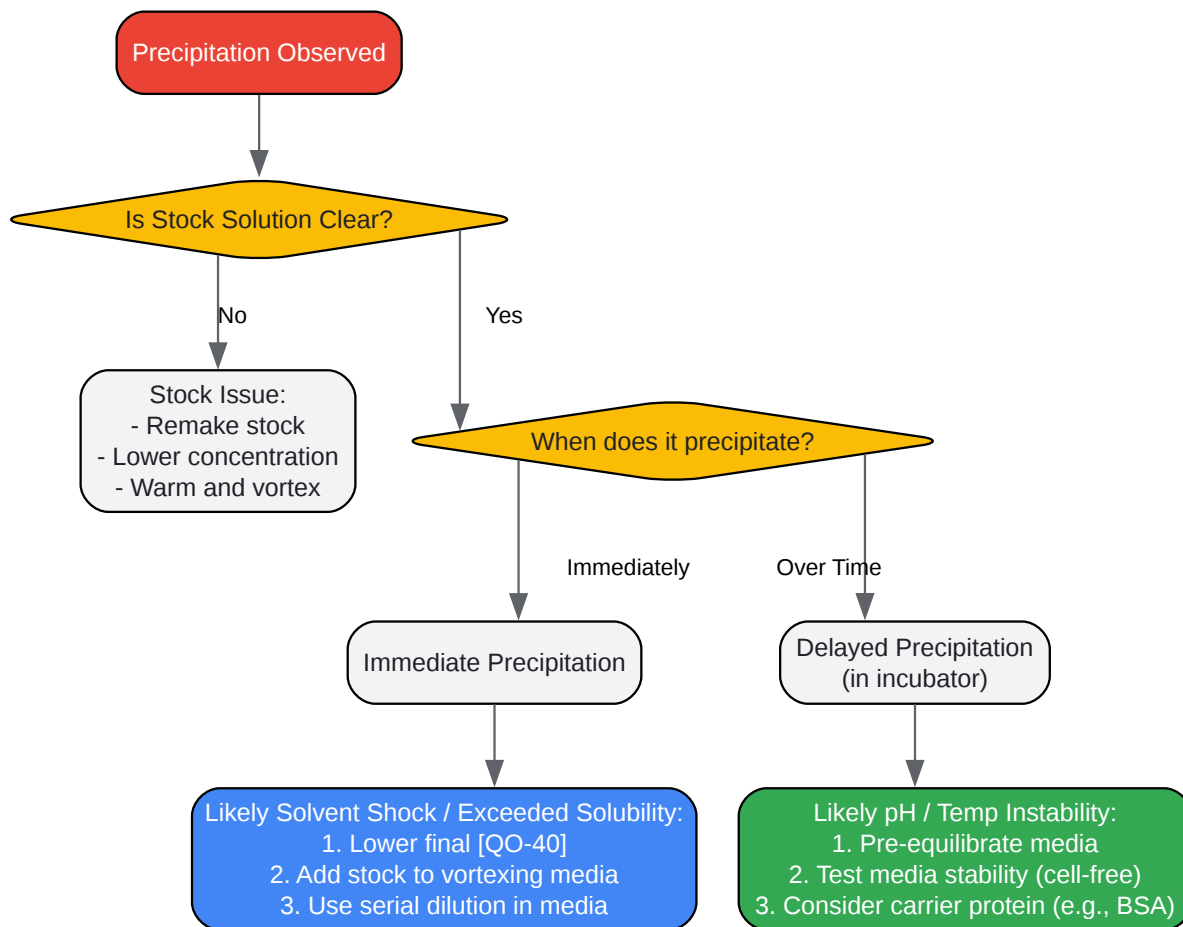 Precipitation Observed
Is Stock Solution Clear?
No
Yes
Stock Issue:
- Remake stock
- Lower concentration
- Warm and vortex
When does it precipitate?
Immediately
Over Time
Immediate Precipitation
Delayed Precipitation
(in incubator)
Likely Solvent Shock / Exceeded Solubility:
1. Lower final [QO-40]
2. Add stock to vortexing media
3. Use serial dilution in media
Likely pH / Temp Instability:
1. Pre-equilibrate media
2. Test media stability (cell-free)
3. Consider carrier protein (e.g., BSA)